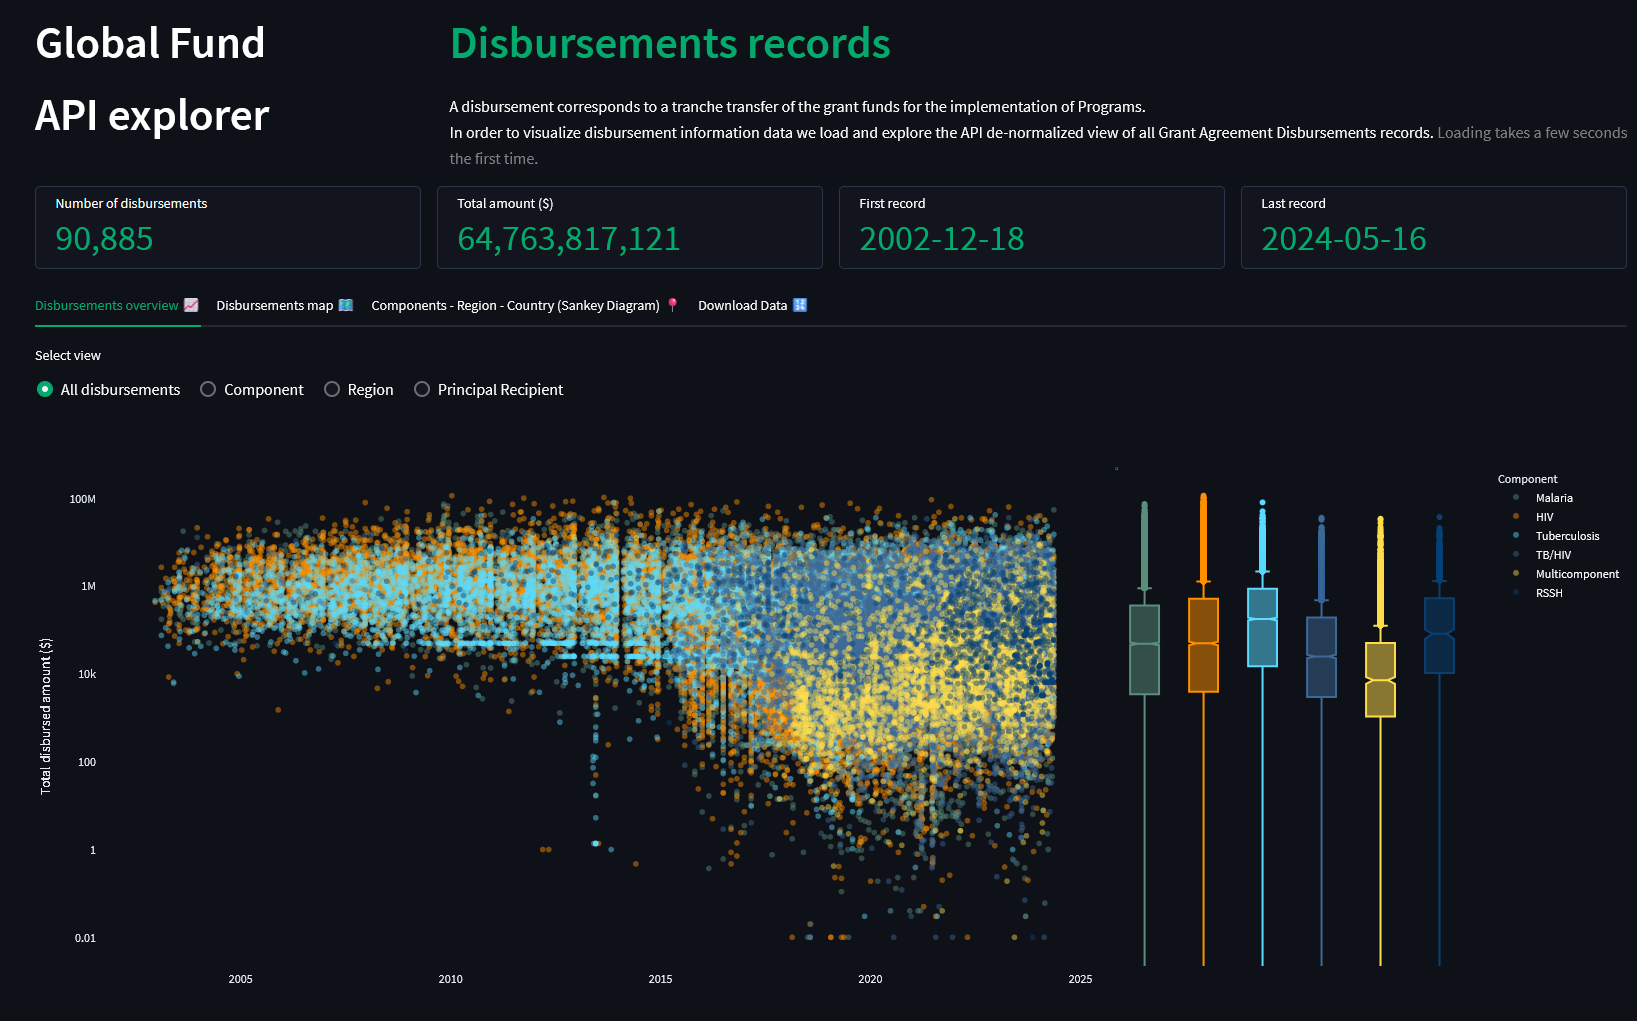 Global Fund
API explorer
Disbursements records
A disbursement corresponds to a tranche transfer of the grant funds for the implementation of Programs.
In order to visualize disbursement information data we load and explore the API de-normalized view of all Grant Agreement Disbursements records. Loading takes a few seconds
the first time.
Number of disbursements
90,885
Total amount ($)
64,763,817,121
First record
2002-12-18
Last record
2024-05-16
Disbursements overview
Disbursements map
Components - Region - Country (Sankey Diagram)
Download Data
Select view
All disbursements
Component
Region
Principal Recipient
Total disbursed amount ($)
100M
1M
10k
100
1
0.01
2005
2010
2015
2020
2025
Component
Malaria
HIV
Tuberculosis
TB/HIV
Multicomponent
RSSH